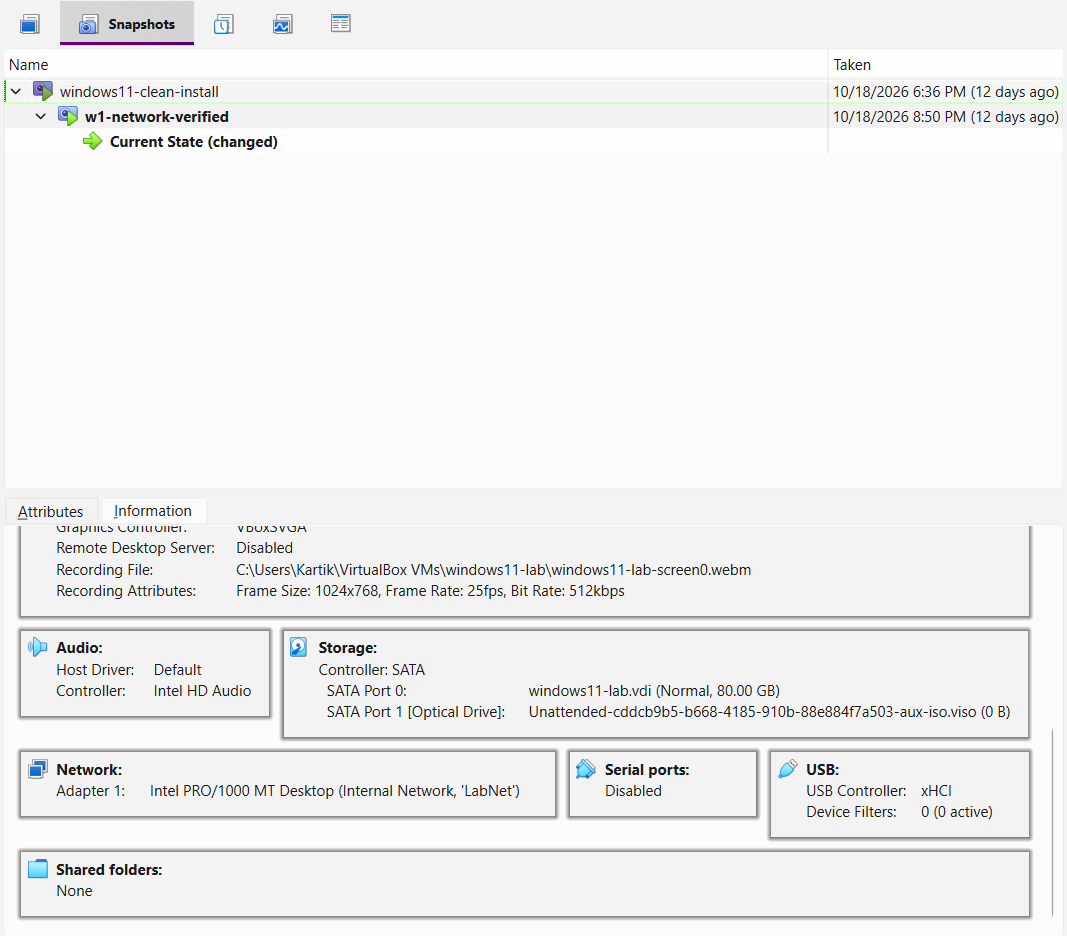 Snapshots
Name Taken
windows11-clean-install 10/18/2026 6:36 PM (12 days ago)
w1-network-verified 10/18/2026 8:50 PM (12 days ago)
Current State (changed)
Attributes Information
Graphics Controller: VBoxSVGA
Remote Desktop Server: Disabled
Recording File: C:\Users\Kartik\VirtualBox VMs\windows11-lab\windows11-lab-screen0.webm
Recording Attributes: Frame Size: 1024x768, Frame Rate: 25fps, Bit Rate: 512kbps
Audio:
Host Driver: Default
Controller: Intel HD Audio
Storage:
Controller: SATA
SATA Port 0: windows11-lab.vdi (Normal, 80.00 GB)
SATA Port 1 [Optical Drive]: Unattended-cddcb9b5-b668-4185-910b-88e884f7a503-aux-iso.viso (0 B)
Network:
Adapter 1: Intel PRO/1000 MT Desktop (Internal Network, 'LabNet')
Serial ports:
Disabled
USB:
USB Controller: xHCI
Device Filters: 0 (0 active)
Shared folders:
None